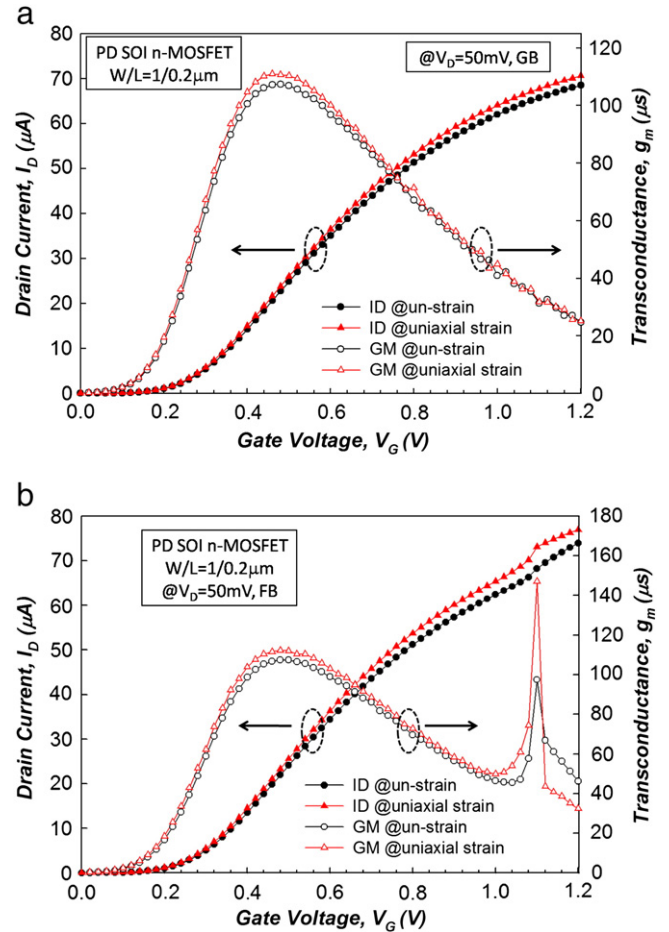 a
PD SOI n-MOSFET
W/L=1/0.2μm
@V_D=50mV, GB
Drain Current, I_D (μA)
80
70
60
50
40
30
20
10
0
Transconductance, g_m (μs)
120
100
80
60
40
20
0
ID @un-strain
ID @uniaxial strain
GM @un-strain
GM @uniaxial strain
0.0 0.2 0.4 0.6 0.8 1.0 1.2
Gate Voltage, V_G (V)
b
PD SOI n-MOSFET
W/L=1/0.2μm
@V_D=50mV, FB
Drain Current, I_D (μA)
80
70
60
50
40
30
20
10
0
Transconductance, g_m (μs)
180
160
140
120
100
80
60
40
20
0
ID @un-strain
ID @uniaxial strain
GM @un-strain
GM @uniaxial strain
0.0 0.2 0.4 0.6 0.8 1.0 1.2
Gate Voltage, V_G (V)